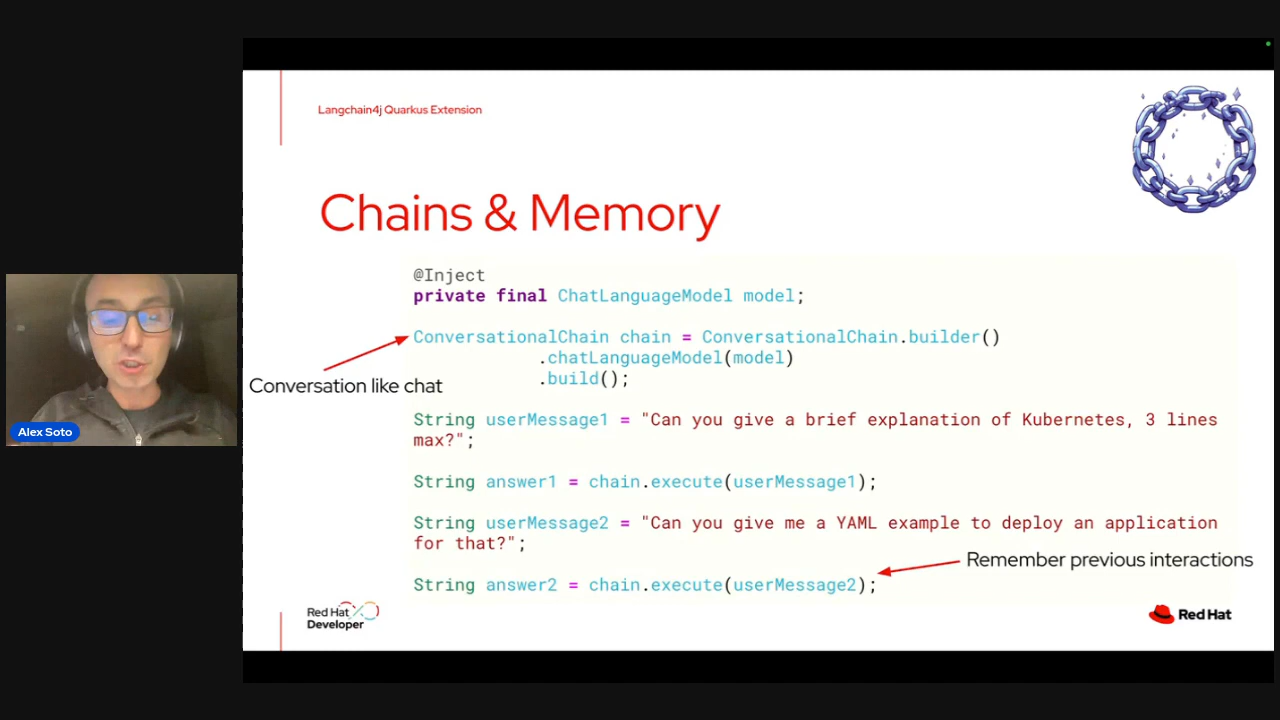 Langchain4j Quarkus Extension
Chains & Memory
@Inject
private final ChatLanguageModel model;
ConversationalChain chain = ConversationalChain.builder()
.chatLanguageModel(model)
.build();
Conversation like chat
String userMessage1 = "Can you give a brief explanation of Kubernetes, 3 lines
max?";
String answer1 = chain.execute(userMessage1);
String userMessage2 = "Can you give me a YAML example to deploy an application
for that?";
Remember previous interactions
String answer2 = chain.execute(userMessage2);
Red Hat
Developer
Red Hat
Alex Soto